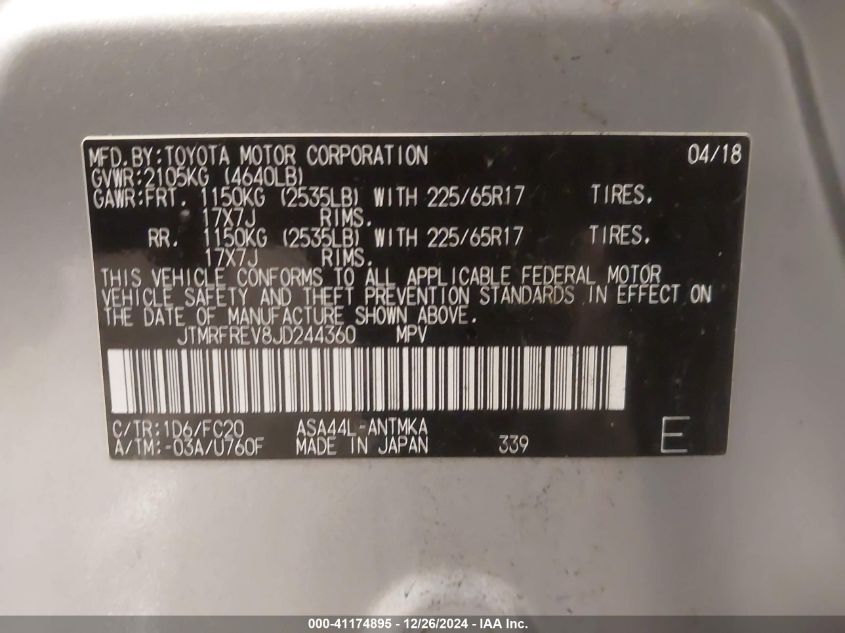 MFD.BY:TOYOTA MOTOR CORPORATION 04/18
GVWR:2105KG (4640LB)
GAWR:FRT. 1150KG (2535LB) WITH 225/65R17 TIRES.
17X7J RIMS.
RR. 1150KG (2535LB) WITH 225/65R17 TIRES.
17X7J RIMS.
THIS VEHICLE CONFORMS TO ALL APPLICABLE FEDERAL MOTOR
VEHICLE SAFETY AND THEFT PREVENTION STANDARDS IN EFFECT ON
THE DATE OF MANUFACTURE SHOWN ABOVE.
JTMRFREV8JD244360 MPV
C/TR:1D6/FC20 ASA44L-ANTMKA
A/TM:-03A/U760F MADE IN JAPAN 339 E
000-41174895 - 12/26/2024 - IAAI Inc.